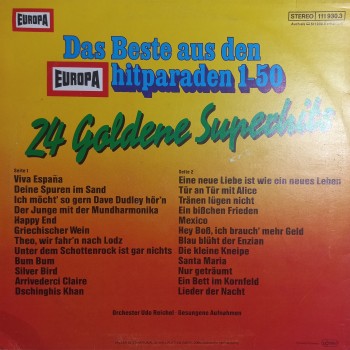 EUROPA
STEREO 111 930.3
Das Beste aus den
EUROPA hitparaden 1-50
24 Goldene Superhits
Seite 1
Viva España
Deine Spuren im Sand
Ich möcht' so gern Dave Dudley hör'n
Der Junge mit der Mundharmonika
Happy End
Griechischer Wein
Theo, wir fahr'n nach Lodz
Unter dem Schottenrock ist gar nichts
Bum Bum
Silver Bird
Arrivederci Claire
Dschinghis Khan
Seite 2
Eine neue Liebe ist wie ein neues Leben
Tür an Tür mit Alice
Tränen lügen nicht
Ein bißchen Frieden
Mexico
Hey Boß, ich brauch' mehr Geld
Blau blüht der Enzian
Die kleine Kneipe
Santa Maria
Nur geträumt
Ein Bett im Kornfeld
Lieder der Nacht
Orchester Udo Reichel Gesungene Aufnahmen